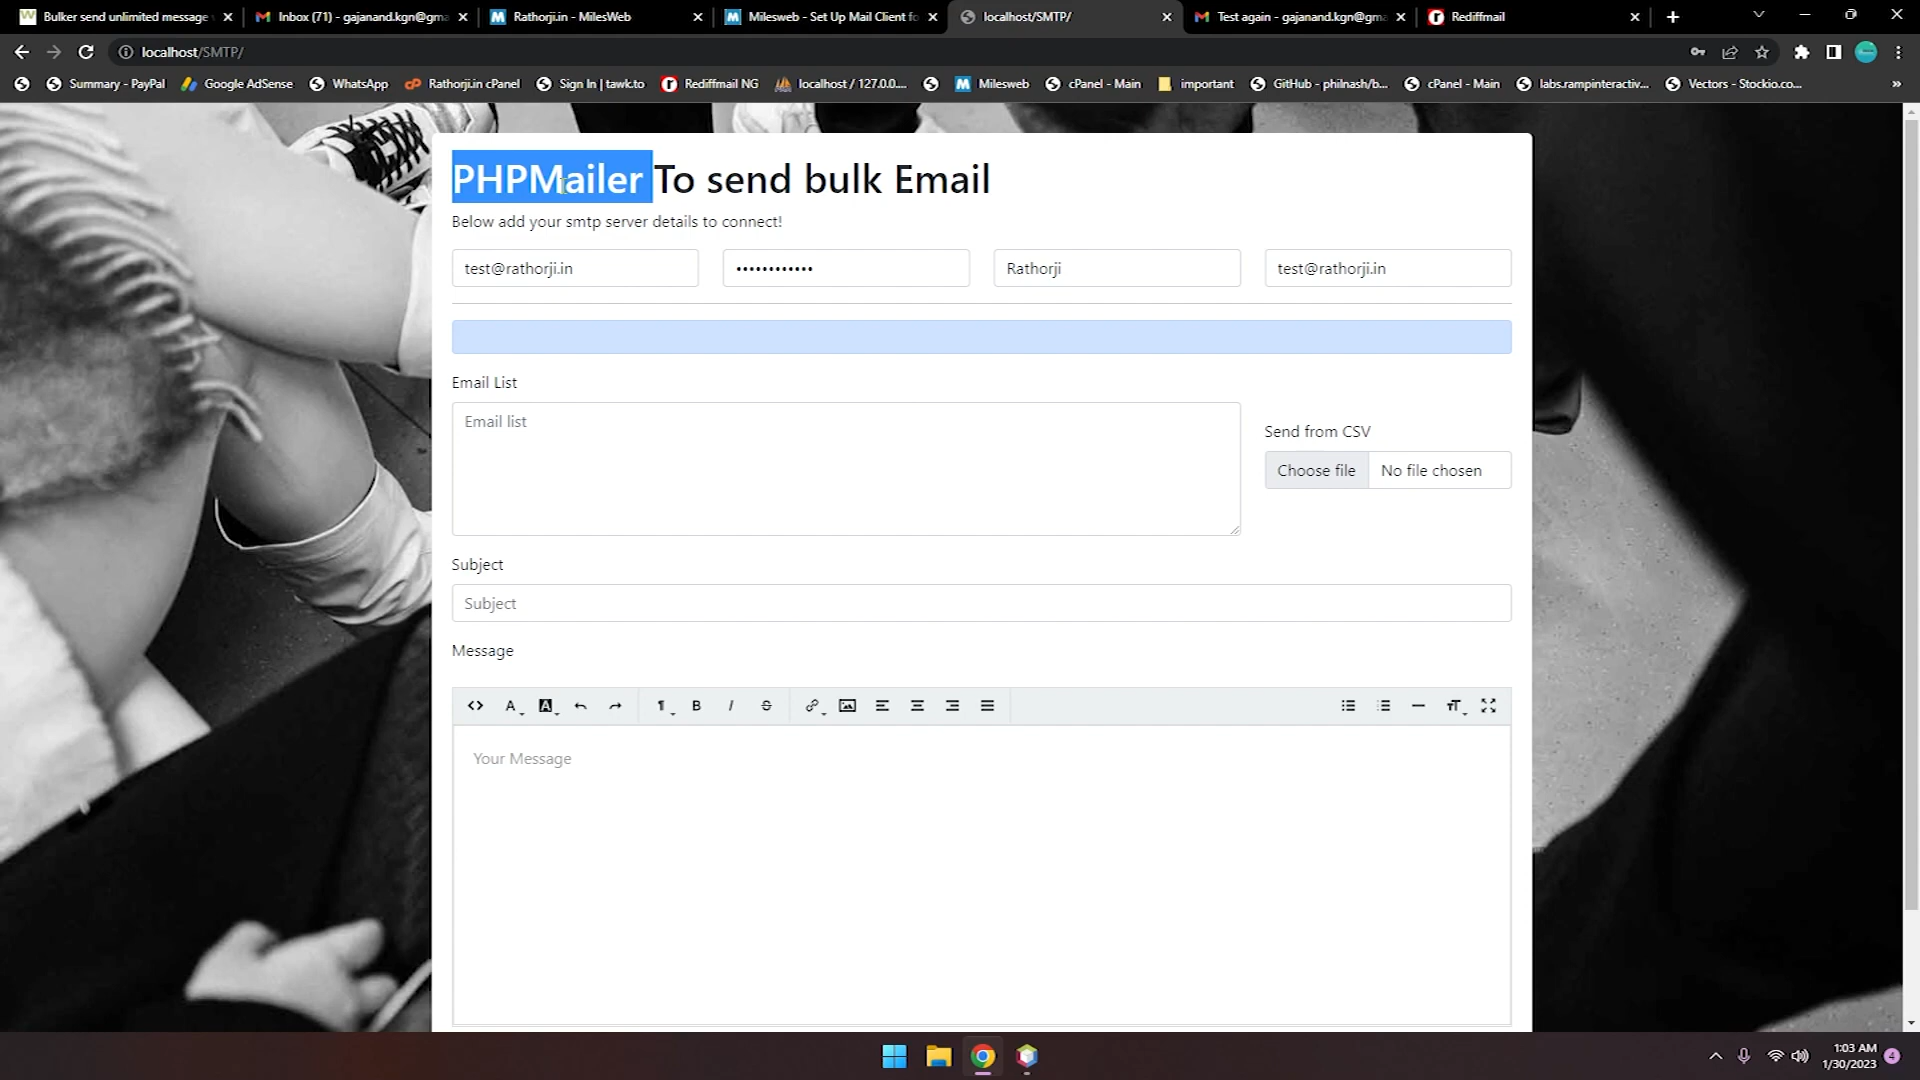 Bulker send unlimited message
Inbox (71) - gajanand.kgn@gma
Rathorji.in - MilesWeb
Milesweb - Set Up Mail Client fo
localhost/SMTP/
Test again - gajanand.kgn@gma
Rediffmail
localhost/SMTP/
Summary - PayPal
Google AdSense
WhatsApp
Rathorji.in cPanel
Sign In | tawk.to
Rediffmail NG
localhost / 127.0.0....
Milesweb
cPanel - Main
important
GitHub - philnash/b...
cPanel - Main
labs.rampinteractiv...
Vectors - Stockio.co...
»
PHPMailer To send bulk Email
Below add your smtp server details to connect!
test@rathorji.in
••••••••••••
Rathorji
test@rathorji.in
Email List
Email list
Send from CSV
Choose file No file chosen
Subject
Subject
Message
Your Message
1:03 AM
1/30/2023
4